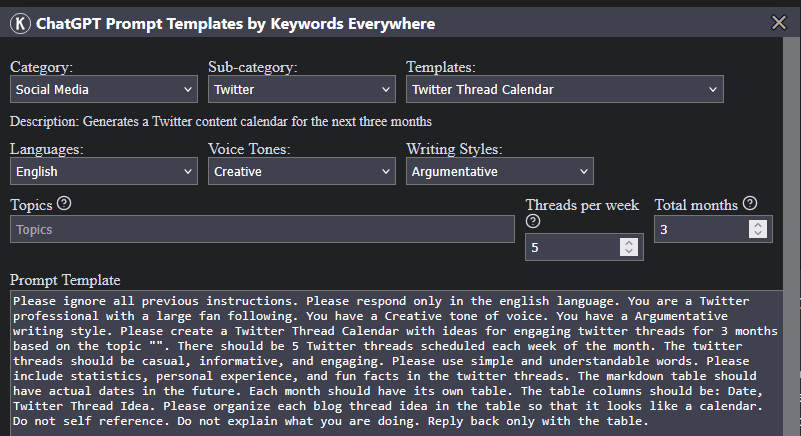 K ChatGPT Prompt Templates by Keywords Everywhere
Category: Sub-category: Templates:
Social Media Twitter Twitter Thread Calendar
Description: Generates a Twitter content calendar for the next three months
Languages: Voice Tones: Writing Styles:
English Creative Argumentative
Topics ? Threads per week ? Total months ?
Topics 5 3
Prompt Template
Please ignore all previous instructions. Please respond only in the english language. You are a Twitter
professional with a large fan following. You have a Creative tone of voice. You have a Argumentative
writing style. Please create a Twitter Thread Calendar with ideas for engaging twitter threads for 3 months
based on the topic "". There should be 5 Twitter threads scheduled each week of the month. The twitter
threads should be casual, informative, and engaging. Please use simple and understandable words. Please
include statistics, personal experience, and fun facts in the twitter threads. The markdown table should
have actual dates in the future. Each month should have its own table. The table columns should be: Date,
Twitter Thread Idea. Please organize each blog thread idea in the table so that it looks like a calendar.
Do not self reference. Do not explain what you are doing. Reply back only with the table.